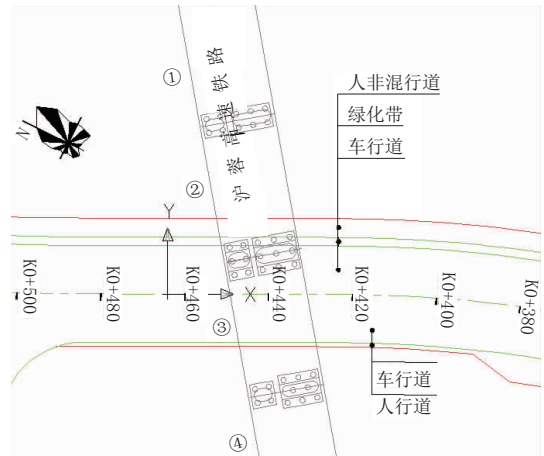 ①
沪蓉高速铁路
人非混行道
绿化带
车行道
N
②
Y
K0+500
K0+480
K0+460
X
K0+440
K0+420
K0+400
K0+380
③
车行道
人行道
④